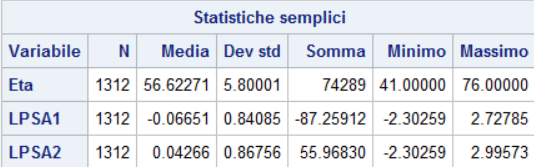 Statistiche semplici
Variabile N Media Dev std Somma Minimo Massimo
Eta 1312 56.62271 5.80001 74289 41.00000 76.00000
LPSA1 1312 -0.06651 0.84085 -87.25912 -2.30259 2.72785
LPSA2 1312 0.04266 0.86756 55.96830 -2.30259 2.99573